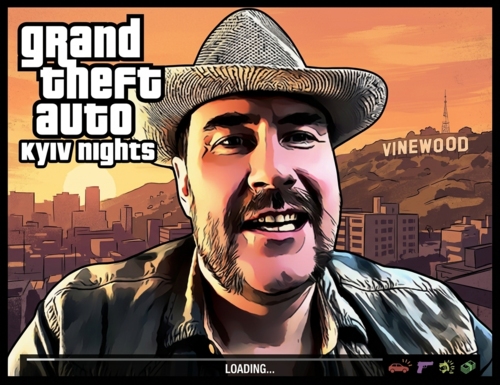 grand
theft
auto
Kyiv nights
VINEWOOD
LOADING...